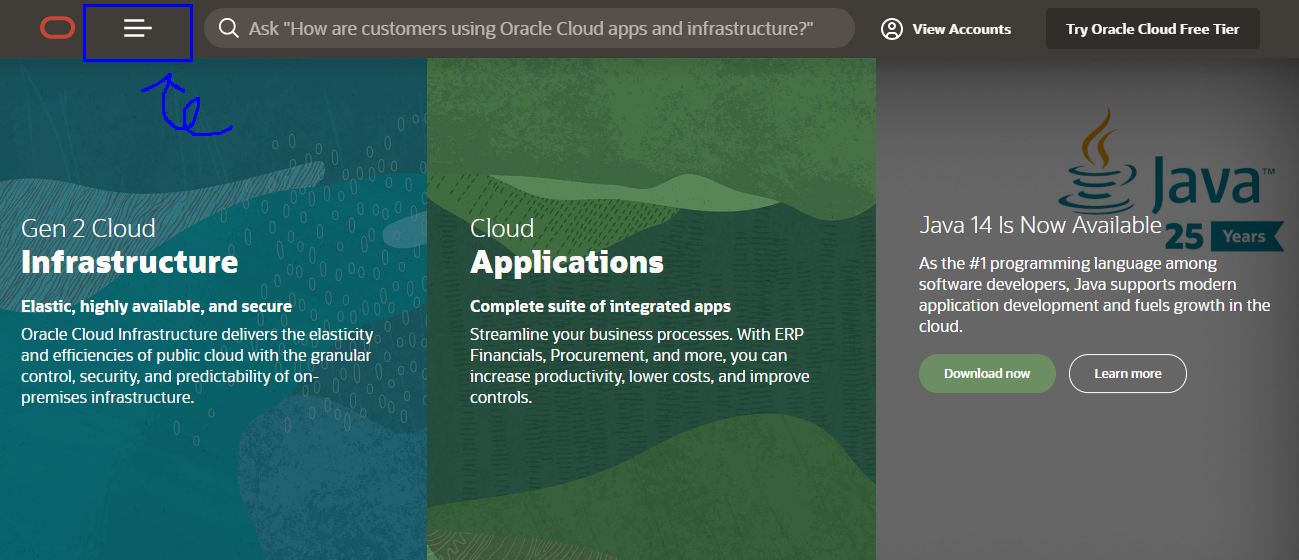 Ask "How are customers using Oracle Cloud apps and infrastructure?"
View Accounts
Try Oracle Cloud Free Tier
Gen 2 Cloud
Infrastructure
Elastic, highly available, and secure
Oracle Cloud Infrastructure delivers the elasticity
and efficiencies of public cloud with the granular
control, security, and predictability of on-
premises infrastructure.
Cloud
Applications
Complete suite of integrated apps
Streamline your business processes. With ERP
Financials, Procurement, and more, you can
increase productivity, lower costs, and improve
controls.
Java™
25 Years
Java 14 Is Now Available
As the #1 programming language among
software developers, Java supports modern
application development and fuels growth in the
cloud.
Download now
Learn more